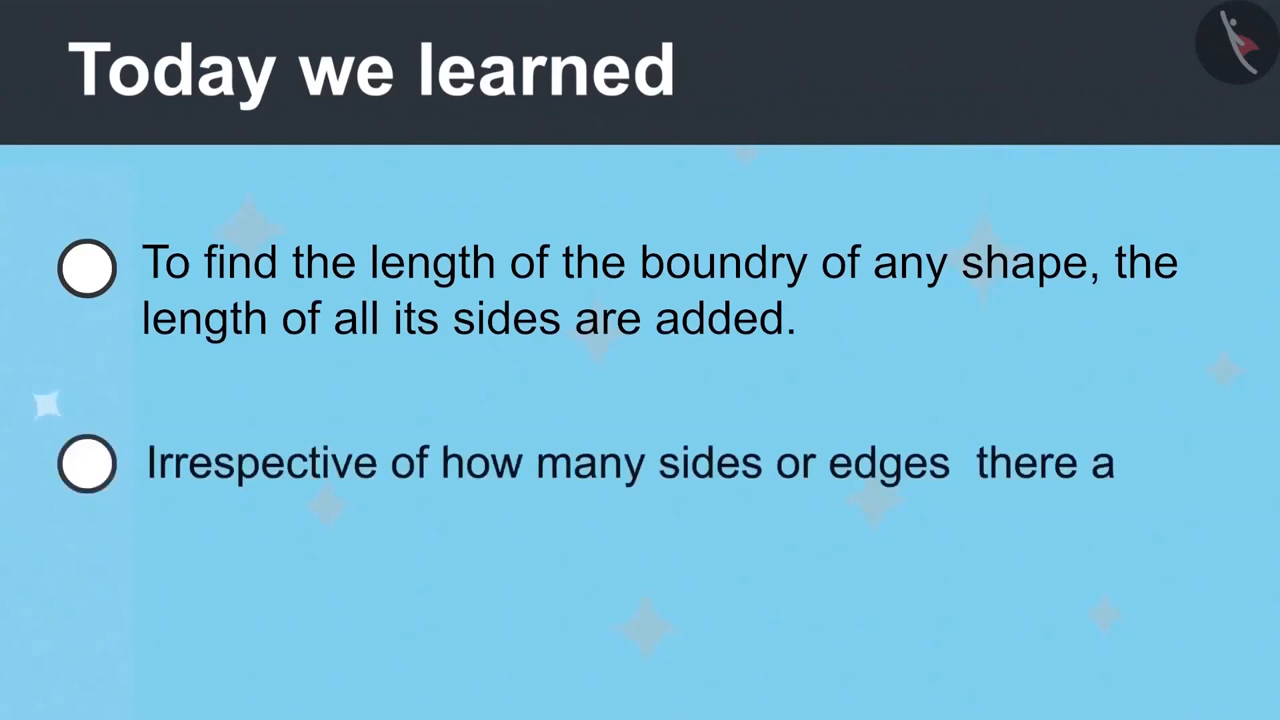 Today we learned
To find the length of the boundry of any shape, the
length of all its sides are added.
Irrespective of how many sides or edges there a